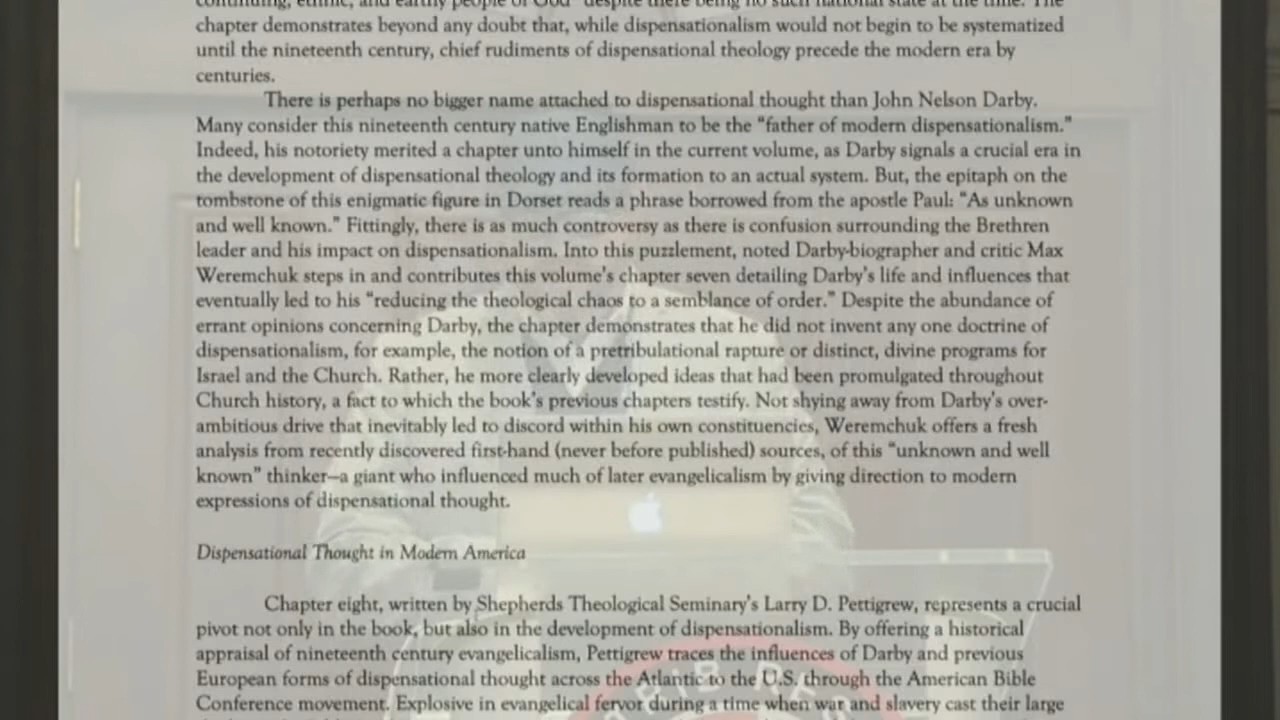 continuing, ethnic, and earthy people of God" despite there being no such national state at the time. The
chapter demonstrates beyond any doubt that, while dispensationalism would not begin to be systematized
until the nineteenth century, chief rudiments of dispensational theology precede the modern era by
centuries.
There is perhaps no bigger name attached to dispensational thought than John Nelson Darby.
Many consider this nineteenth century native Englishman to be the “father of modern dispensationalism.”
Indeed, his notoriety merited a chapter unto himself in the current volume, as Darby signals a crucial era in
the development of dispensational theology and its formation to an actual system. But, the epitaph on the
tombstone of this enigmatic figure in Dorset reads a phrase borrowed from the apostle Paul: “As unknown
and well known.” Fittingly, there is as much controversy as there is confusion surrounding the Brethren
leader and his impact on dispensationalism. Into this puzzlement, noted Darby-biographer and critic Max
Weremchuk steps in and contributes this volume’s chapter seven detailing Darby’s life and influences that
eventually led to his “reducing the theological chaos to a semblance of order.” Despite the abundance of
errant opinions concerning Darby, the chapter demonstrates that he did not invent any one doctrine of
dispensationalism, for example, the notion of a pretribulational rapture or distinct, divine programs for
Israel and the Church. Rather, he more clearly developed ideas that had been promulgated throughout
Church history, a fact to which the book’s previous chapters testify. Not shying away from Darby’s over-
ambitious drive that inevitably led to discord within his own constituencies, Weremchuk offers a fresh
analysis from recently discovered first-hand (never before published) sources, of this “unknown and well
known” thinker—a giant who influenced much of later evangelicalism by giving direction to modern
expressions of dispensational thought.
Dispensational Thought in Modern America
Chapter eight, written by Shepherds Theological Seminary’s Larry D. Pettigrew, represents a crucial
pivot not only in the book, but also in the development of dispensationalism. By offering a historical
appraisal of nineteenth century evangelicalism, Pettigrew traces the influences of Darby and previous
European forms of dispensational thought across the Atlantic to the U.S. through the American Bible
Conference movement. Explosive in evangelical fervor during a time when war and slavery cast their large